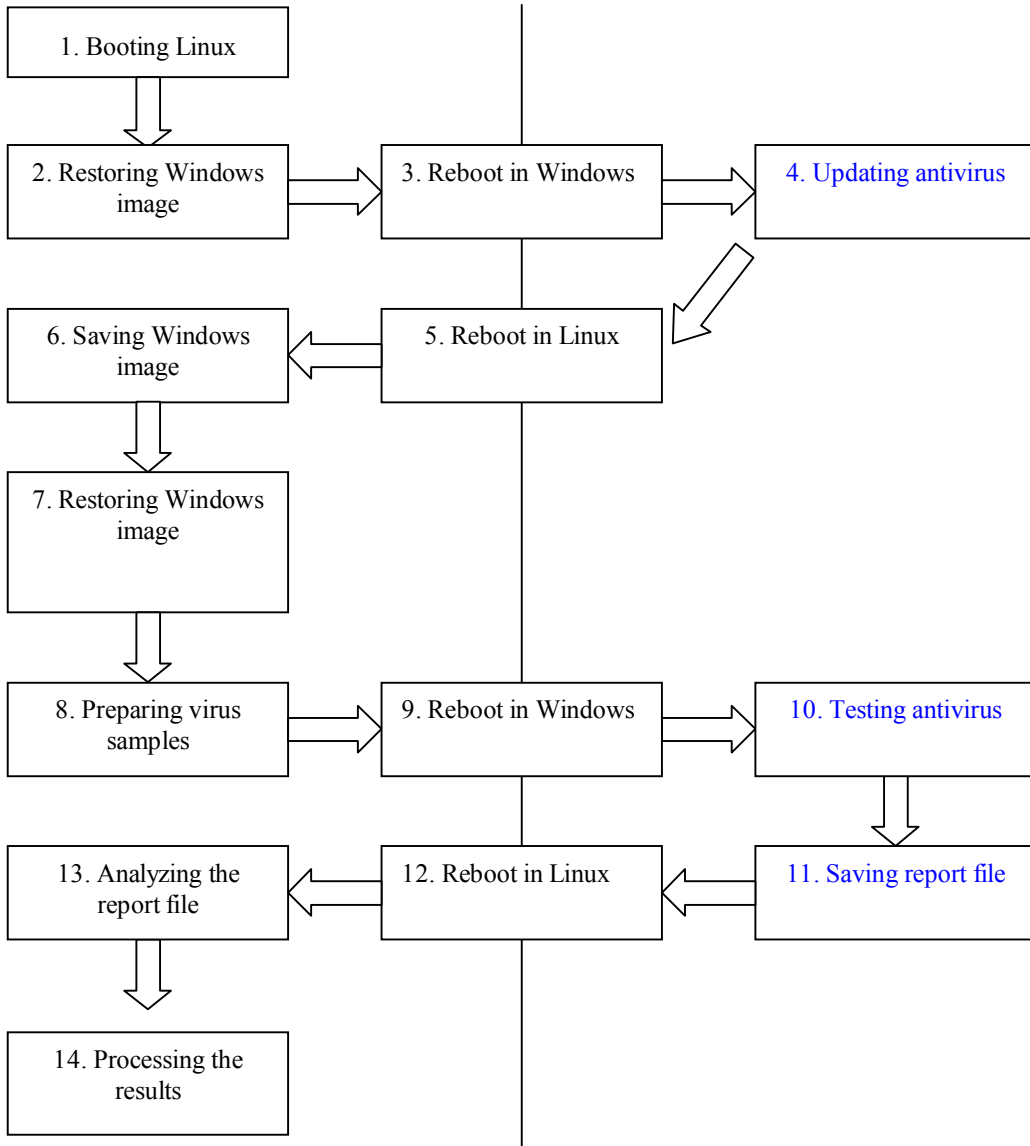 1. Booting Linux
2. Restoring Windows
image
3. Reboot in Windows
4. Updating antivirus
5. Reboot in Linux
6. Saving Windows
image
7. Restoring Windows
image
8. Preparing virus
samples
9. Reboot in Windows
10. Testing antivirus
11. Saving report file
12. Reboot in Linux
13. Analyzing the
report file
14. Processing the
results